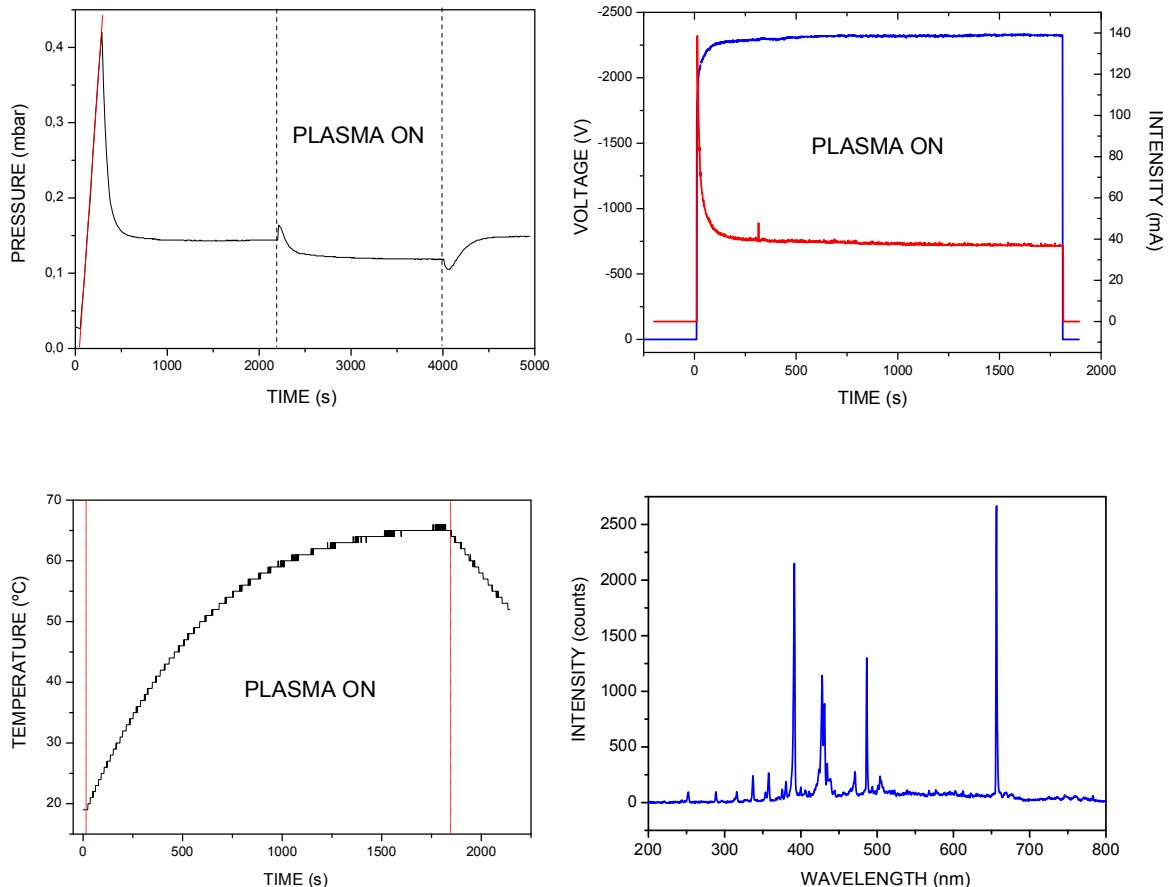 PRESSURE (mbar)
0,4
0,3
0,2
0,1
0,0
PLASMA ON
0 1000 2000 3000 4000 5000
TIME (s)
VOLTAGE (V)
-2500
-2000
-1500
-1000
-500
0
PLASMA ON
140
120
100
80
60
40
20
0
INTENSITY (mA)
0 500 1000 1500 2000
TIME (s)
TEMPERATURE (ºC)
70
60
50
40
30
20
PLASMA ON
0 500 1000 1500 2000
TIME (s)
INTENSITY (counts)
2500
2000
1500
1000
500
0
200 300 400 500 600 700 800
WAVELENGTH (nm)